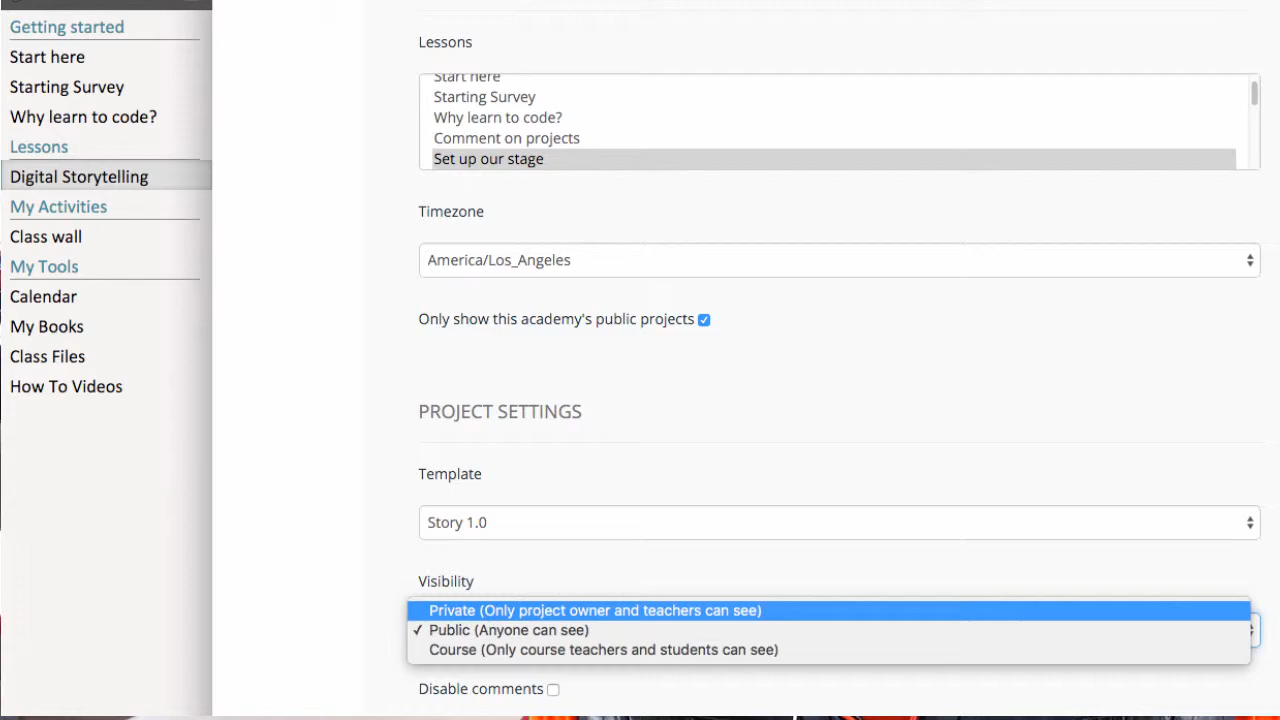 Getting started
Start here
Starting Survey
Why learn to code?
Lessons
Digital Storytelling
My Activities
Class wall
My Tools
Calendar
My Books
Class Files
How To Videos
Lessons
Start here
Starting Survey
Why learn to code?
Comment on projects
Set up our stage
Timezone
America/Los_Angeles
Only show this academy's public projects
PROJECT SETTINGS
Template
Story 1.0
Visibility
Private (Only project owner and teachers can see)
✓ Public (Anyone can see)
Course (Only course teachers and students can see)
Disable comments